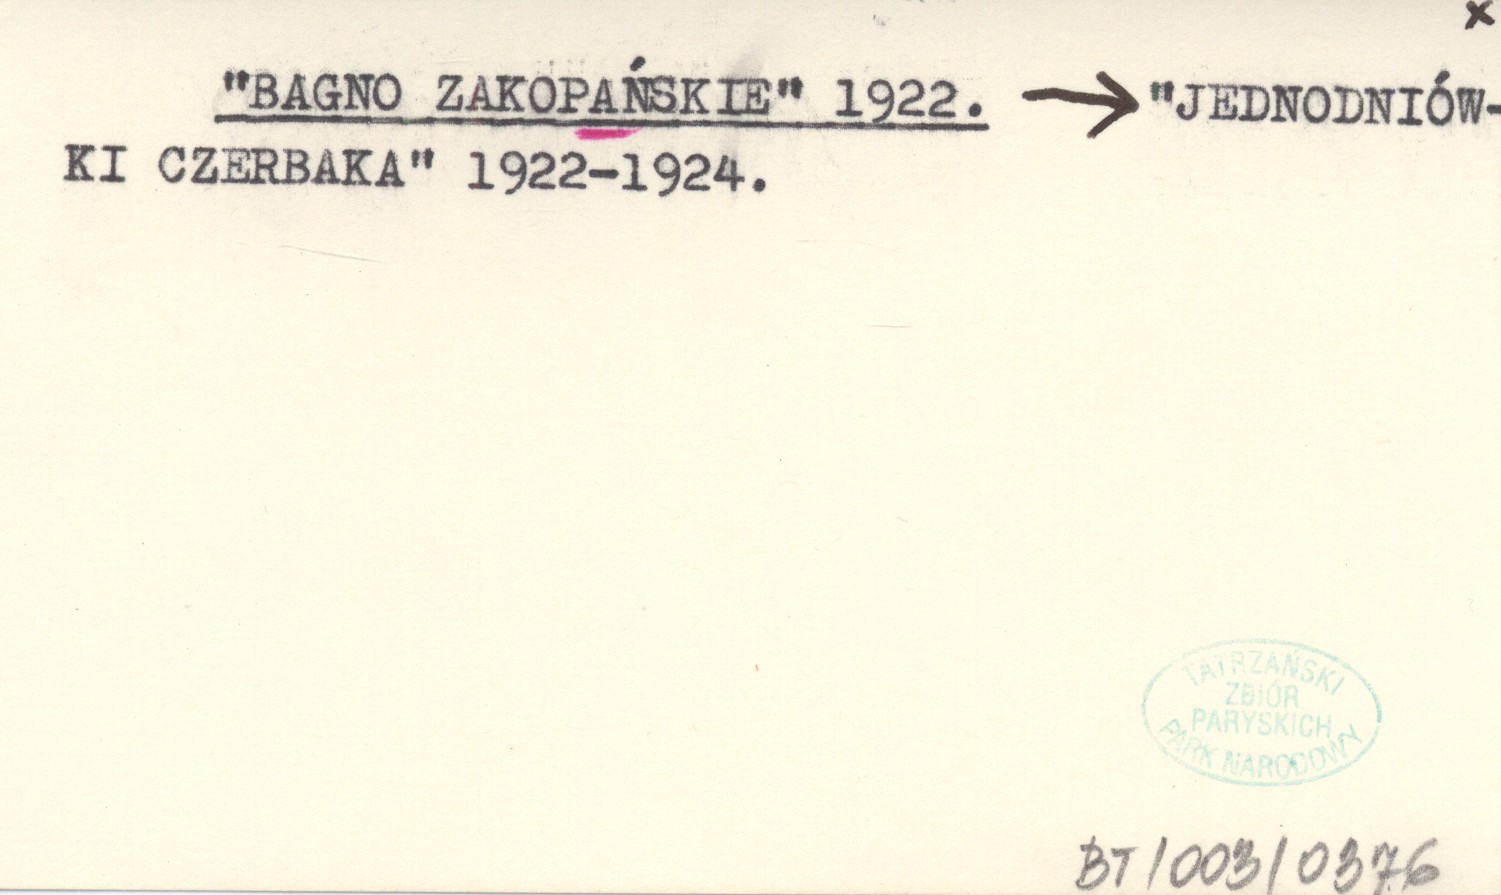 x
"BAGNO ZAKOPAŃSKIE" 1922. → "JEDNODNIÓW-
KI CZERBAKA" 1922-1924.
TATRZAŃSKI
ZBIÓR
PARYSKICH
PARK NARODOWY
BT/003/0376